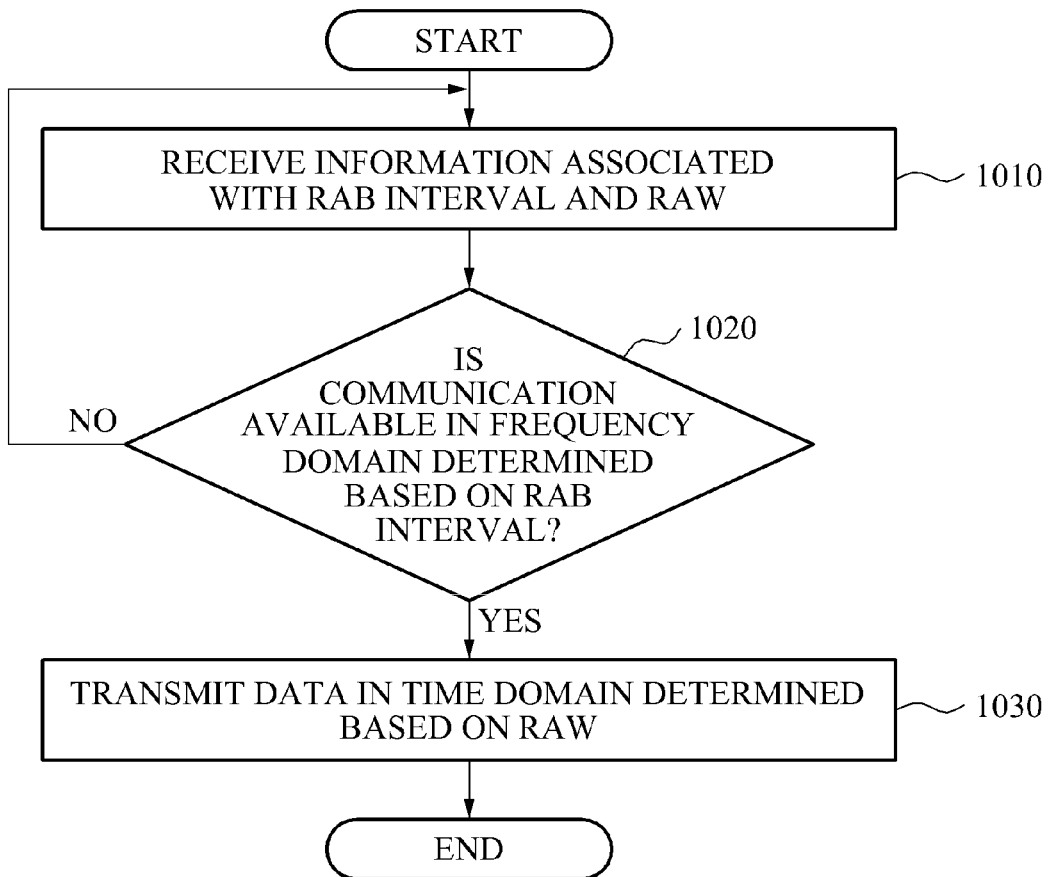 START
RECEIVE INFORMATION ASSOCIATED
WITH RAB INTERVAL AND RAW
1010
1020
IS
COMMUNICATION
AVAILABLE IN FREQUENCY
DOMAIN DETERMINED
BASED ON RAB
INTERVAL?
NO
YES
TRANSMIT DATA IN TIME DOMAIN DETERMINED
BASED ON RAW
1030
END